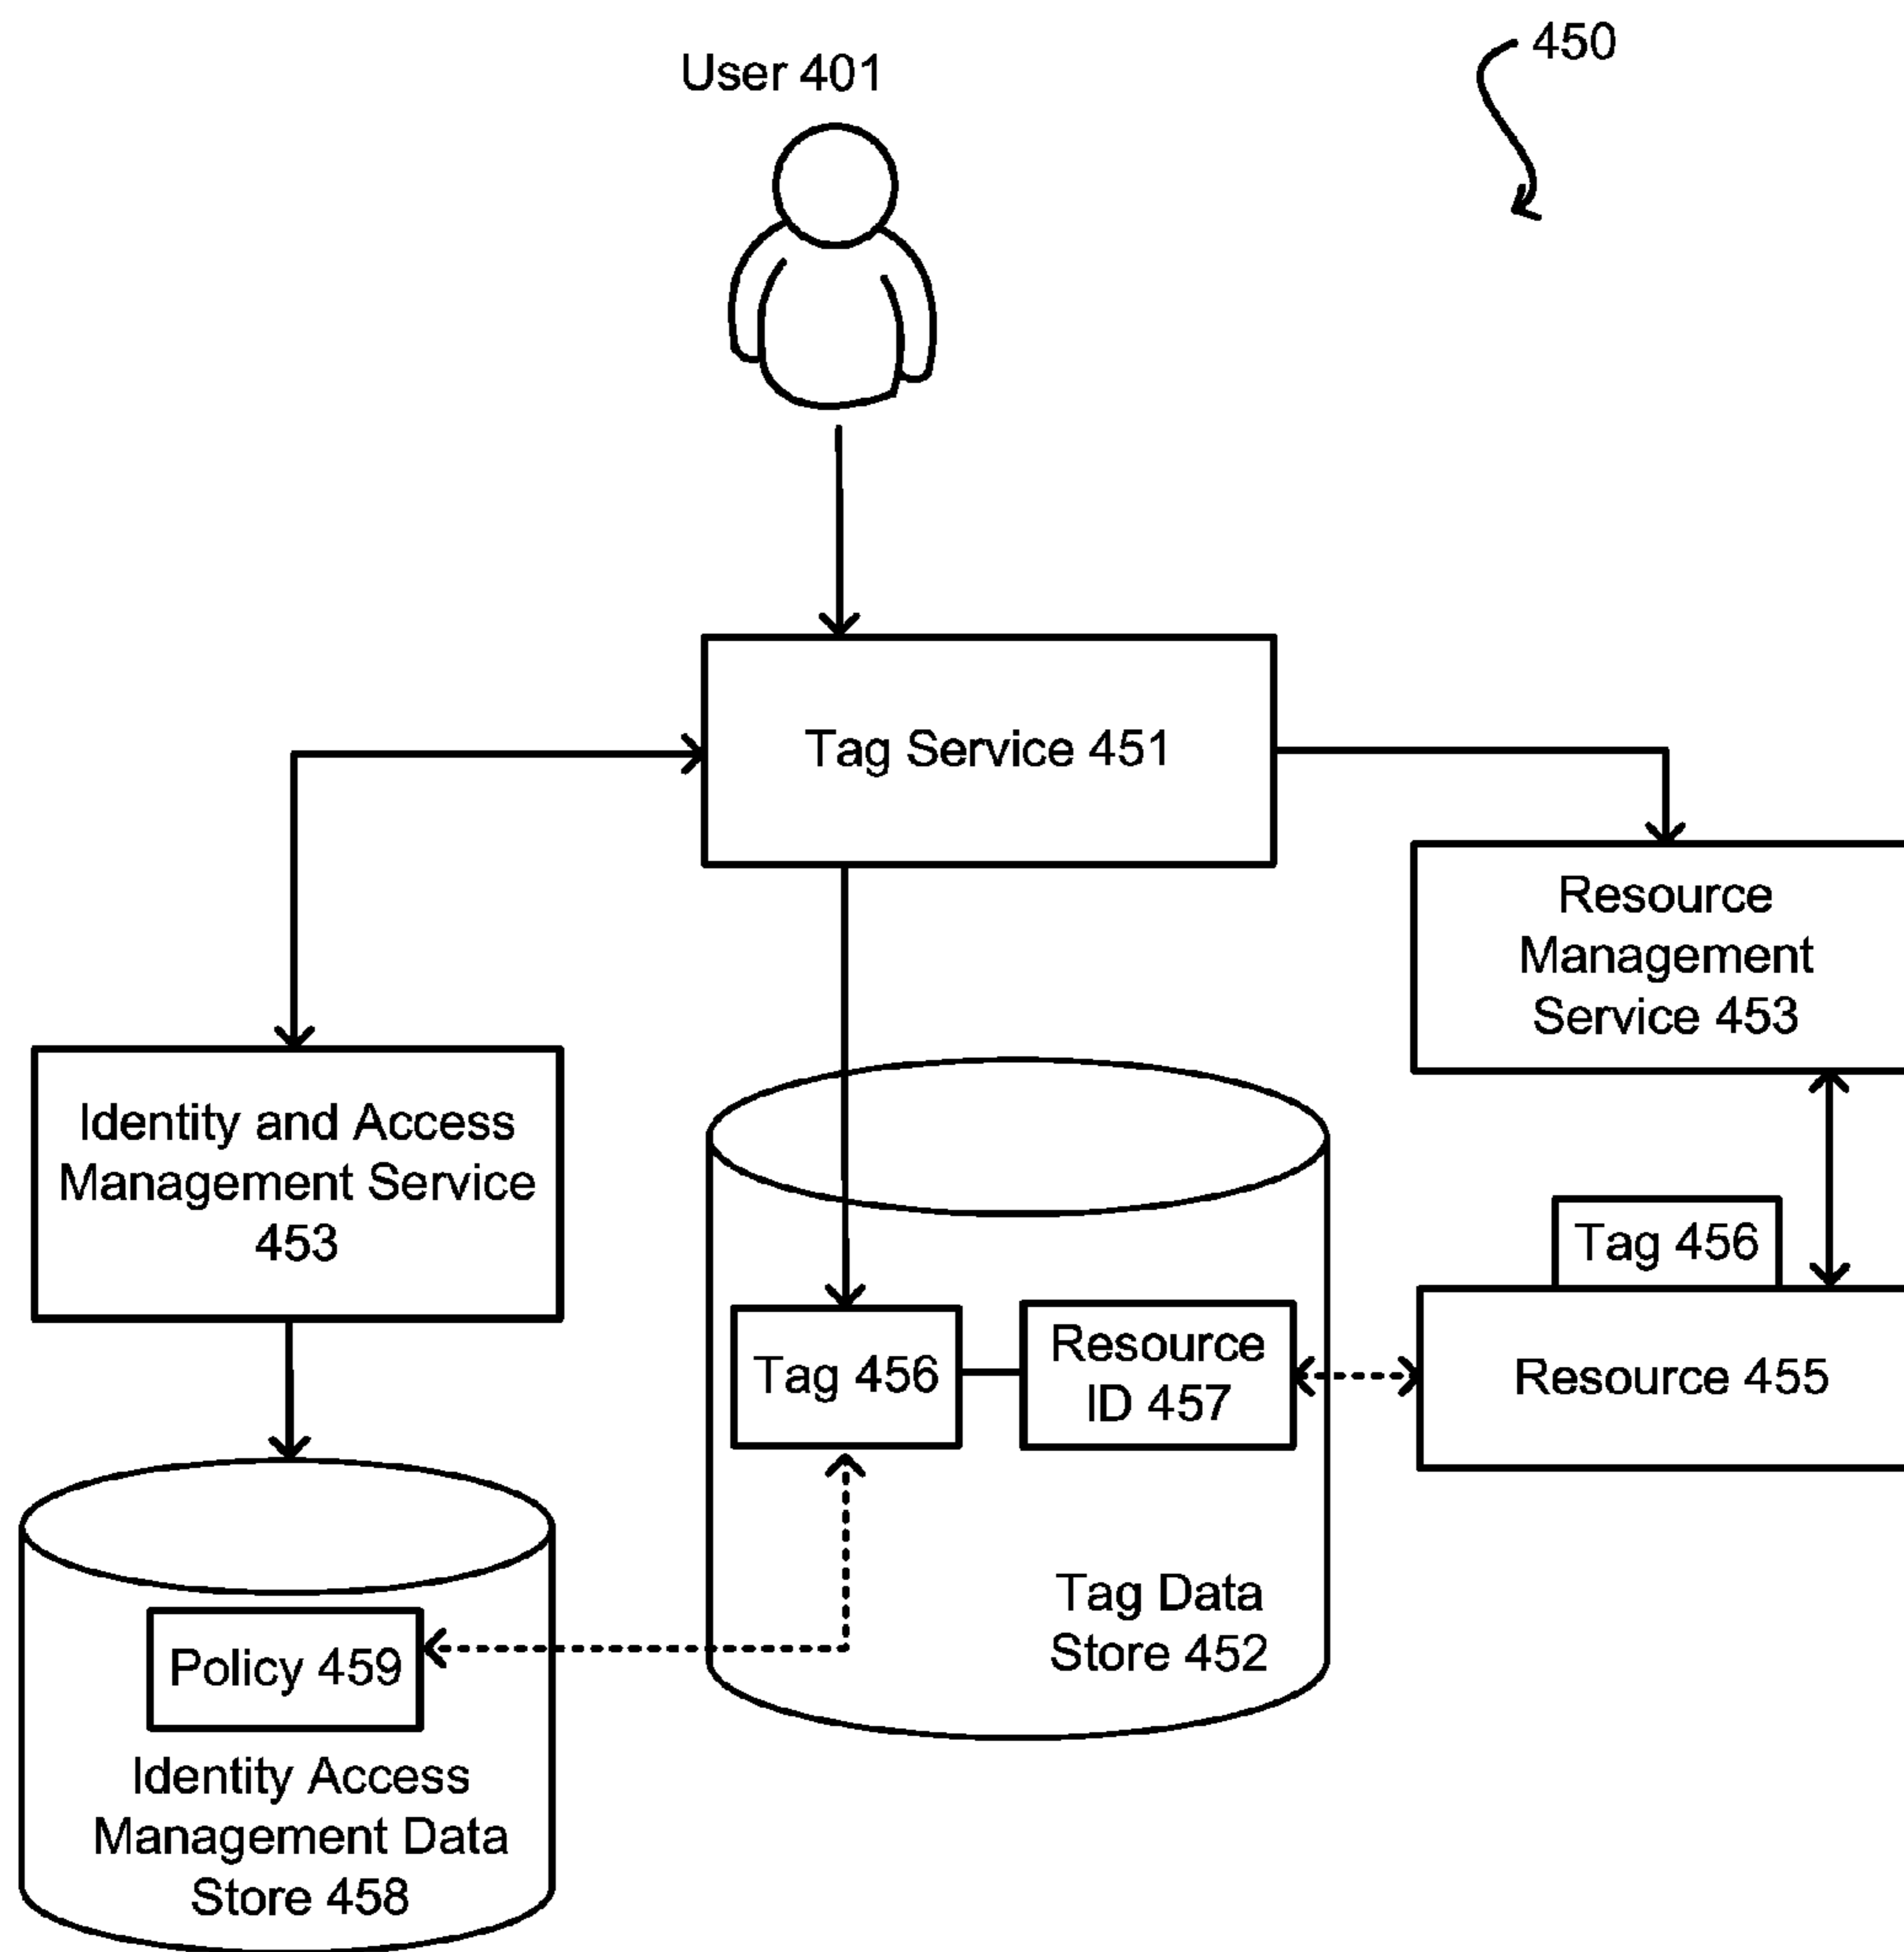 450
User 401
Tag Service 451
Resource
Management
Service 453
Identity and Access
Management Service
453
Tag 456
Resource 455
Tag 456
Resource
ID 457
Tag Data
Store 452
Policy 459
Identity Access
Management Data
Store 458